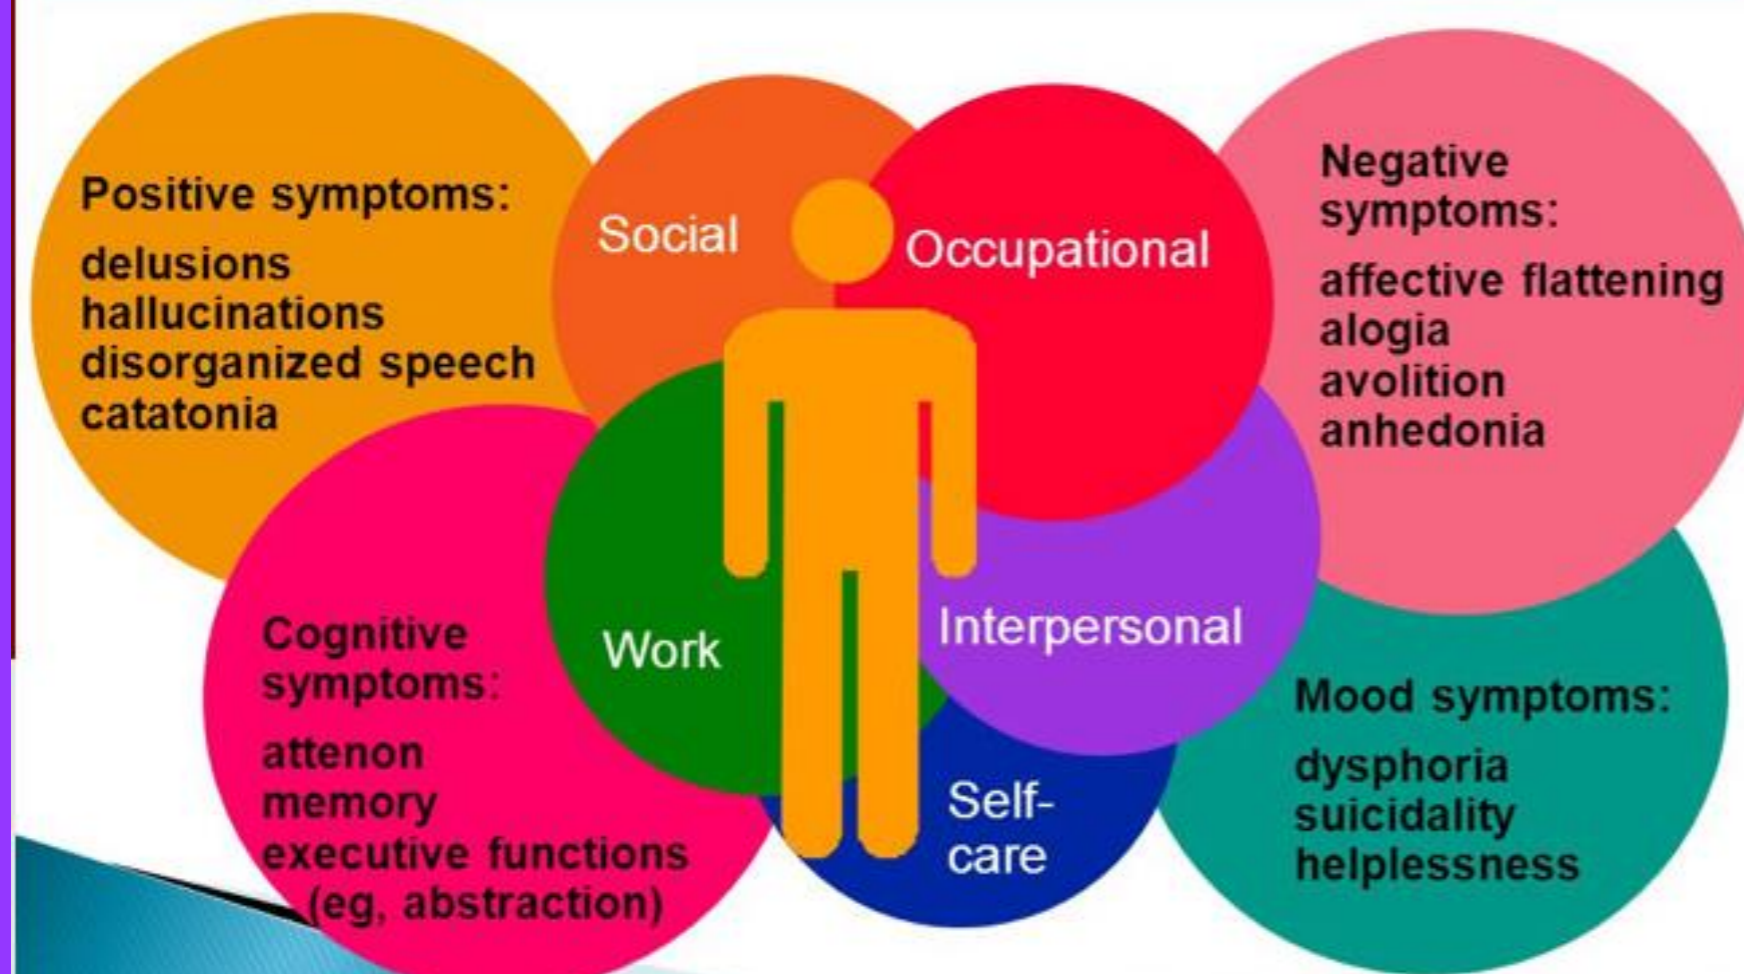 Positive symptoms:
delusions
hallucinations
disorganized speech
catatonia
Social
Occupational
Negative
symptoms:
affective flattening
alogia
avolition
anhedonia
Cognitive
symptoms:
attenon
memory
executive functions
(eg, abstraction)
Work
Interpersonal
Self-
care
Mood symptoms:
dysphoria
suicidality
helplessness